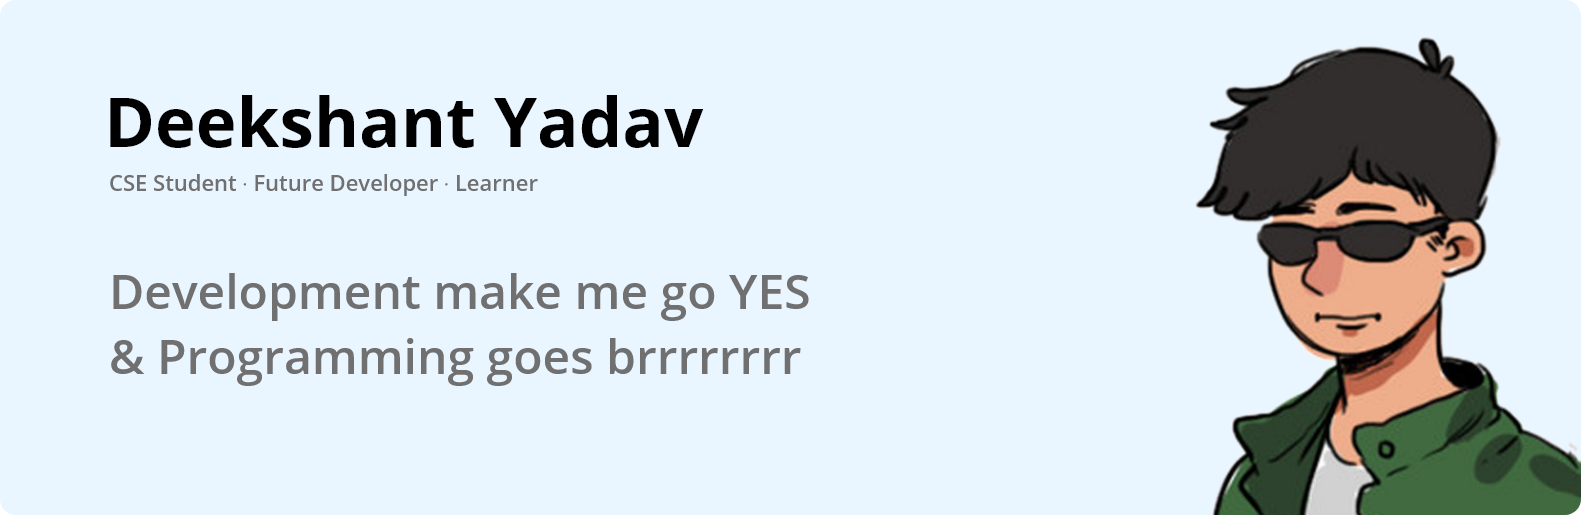 Deekshant Yadav
CSE Student · Future Developer · Learner
Development make me go YES
& Programming goes brrrrrrrr